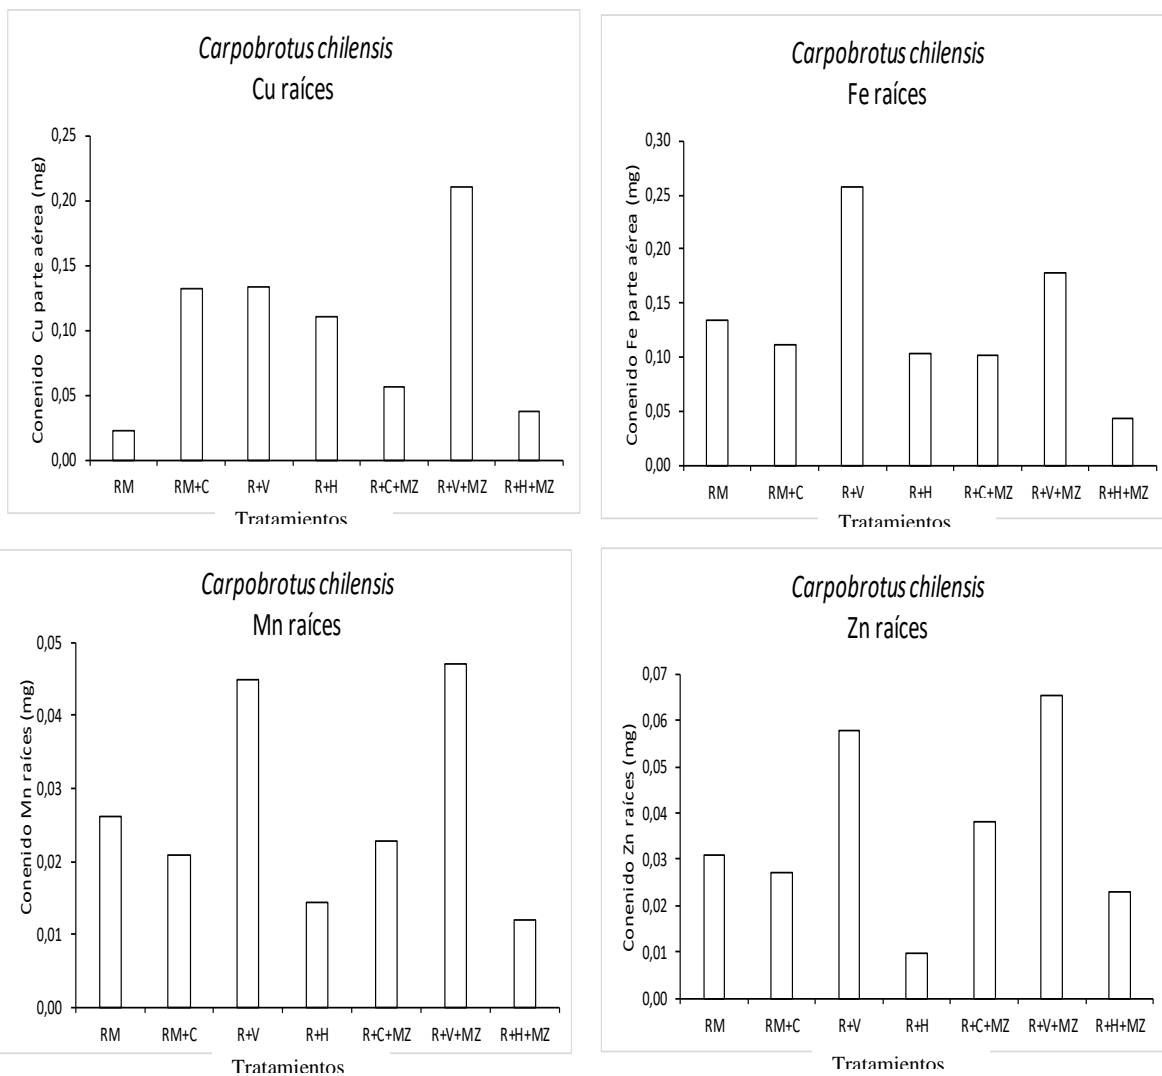 Carpobrotus chilensis
Cu raíces
Conenido Cu parte aérea (mg)
0,25
0,20
0,15
0,10
0,05
0,00
RM RM+C R+V R+H R+C+MZ R+V+MZ R+H+MZ
Tratamientos
Carpobrotus chilensis
Fe raíces
Conenido Fe parte aérea (mg)
0,30
0,25
0,20
0,15
0,10
0,05
0,00
RM RM+C R+V R+H R+C+MZ R+V+MZ R+H+MZ
Tratamientos
Carpobrotus chilensis
Mn raíces
Conenido Mn raíces (mg)
0,05
0,04
0,03
0,02
0,01
0,00
RM RM+C R+V R+H R+C+MZ R+V+MZ R+H+MZ
Tratamientos
Carpobrotus chilensis
Zn raíces
Conenido Zn raíces (mg)
0,07
0,06
0,05
0,04
0,03
0,02
0,01
0,00
RM RM+C R+V R+H R+C+MZ R+V+MZ R+H+MZ
Tratamientos